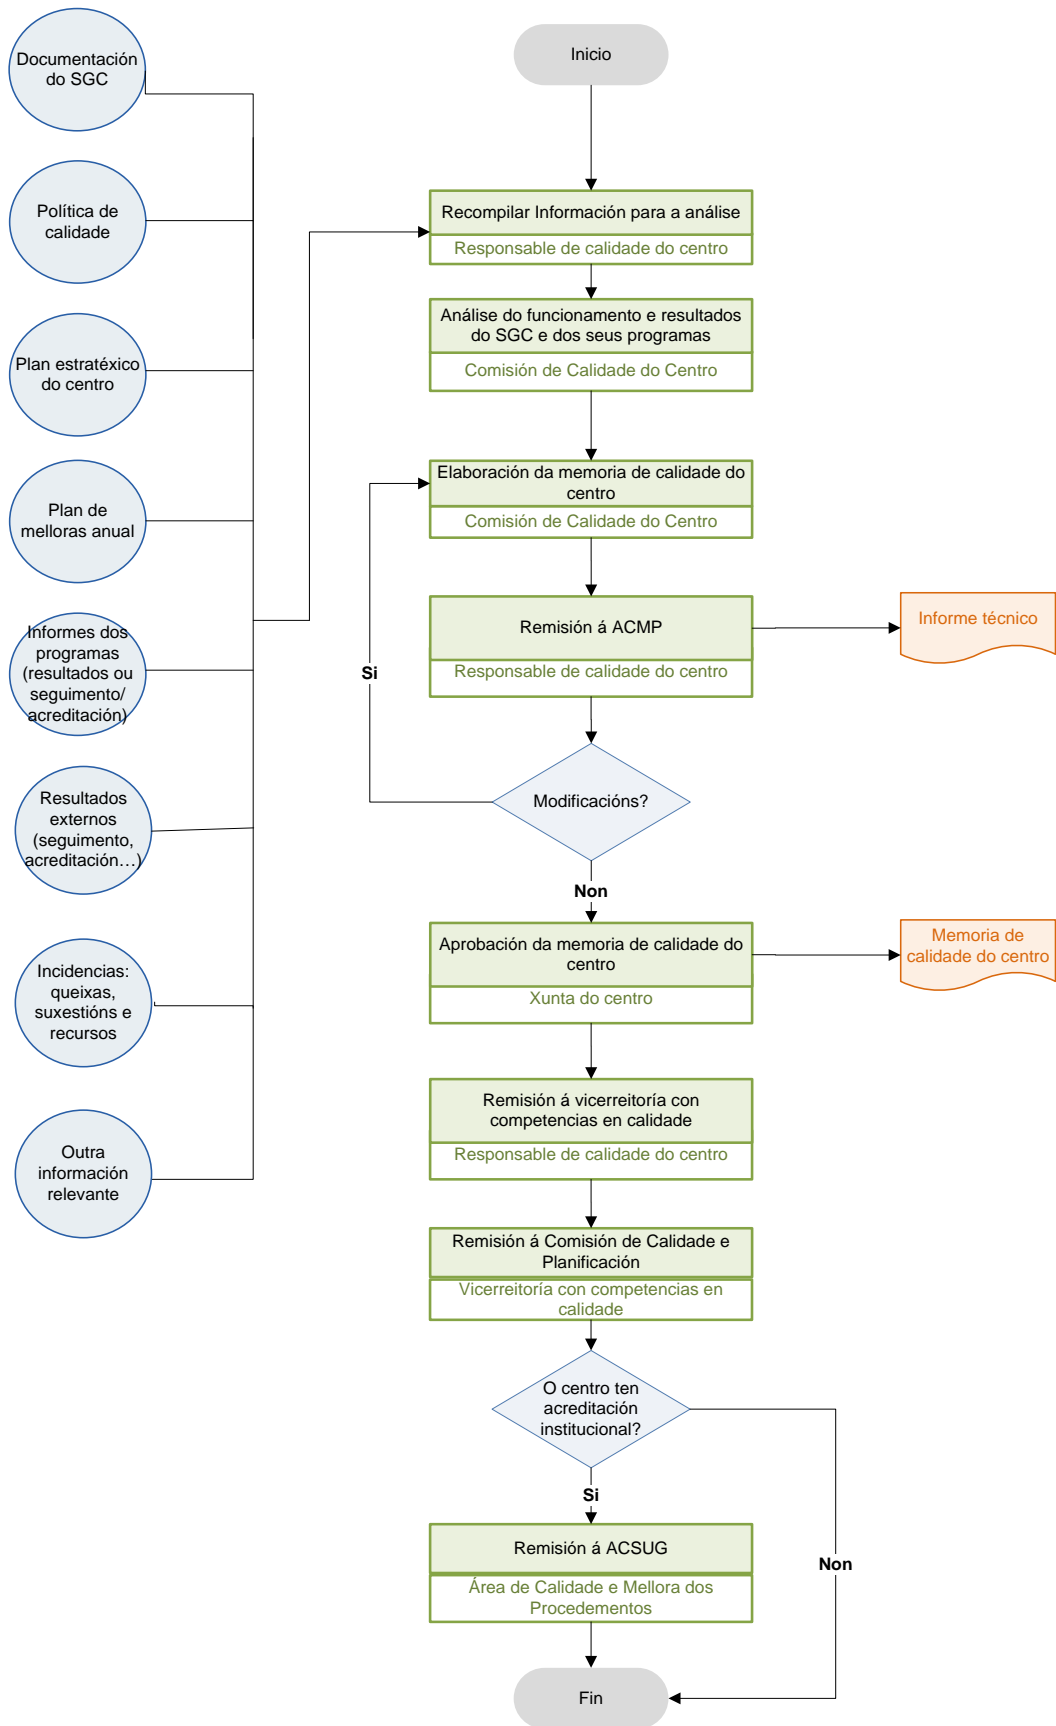 Documentación
do SGC
Política de
calidade
Plan estratéxico
do centro
Plan de
melloras anual
Informes dos
programas
(resultados ou
seguimento/
acreditación)
Resultados
externos
(seguimento,
acreditación…)
Incidencias:
queixas,
suxestións e
recursos
Outra
información
relevante
Inicio
Recompilar Información para a análise
Responsable de calidade do centro
Análise do funcionamento e resultados
do SGC e dos seus programas
Comisión de Calidade do Centro
Elaboración da memoria de calidade do
centro
Comisión de Calidade do Centro
Remisión á ACMP
Responsable de calidade do centro
Informe técnico
Si
Modificacións?
Non
Aprobación da memoria de calidade do
centro
Xunta do centro
Memoria de
calidade do centro
Remisión á vicerreitoría con
competencias en calidade
Responsable de calidade do centro
Remisión á Comisión de Calidade e
Planificación
Vicerreitoría con competencias en
calidade
O centro ten
acreditación
institucional?
Si
Remisión á ACSUG
Área de Calidade e Mellora dos
Procedementos
Non
Fin